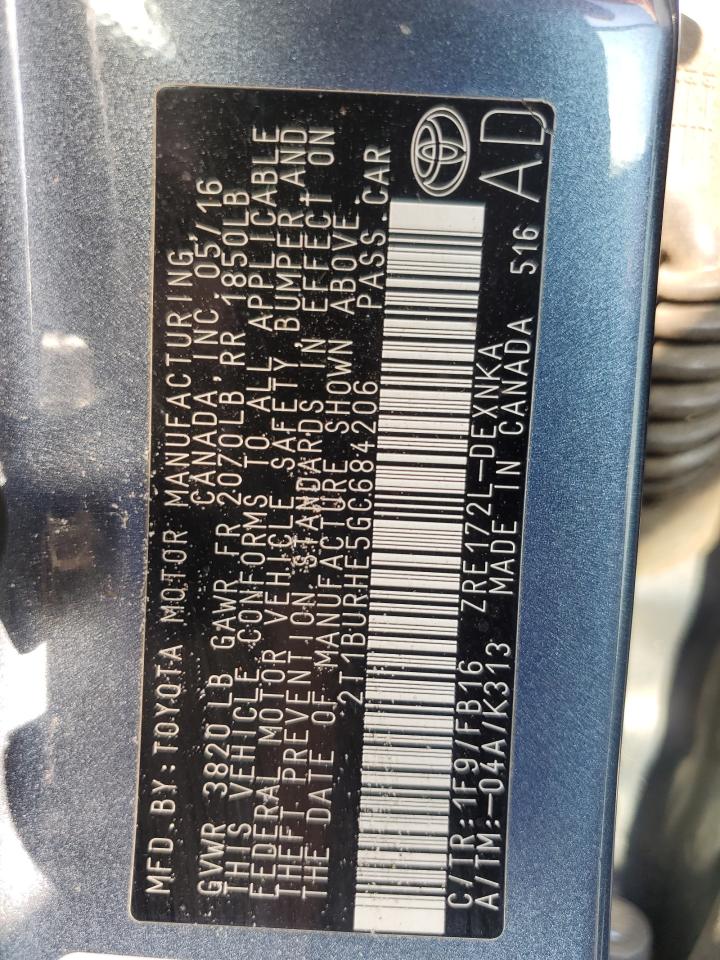 MFD.BY:TOYOTA MOTOR MANUFACTURING
CANADA,INC. 05/16
GVWR 3820 LB GAWR FR 2070LB RR 1850LB
THIS VEHICLE CONFORMS TO ALL APPLICABLE
FEDERAL MOTOR VEHICLE SAFETY,BUMPER,AND
THEFT PREVENTION STANDARDS IN EFFECT ON
THE DATE OF MANUFACTURE SHOWN ABOVE.
2T1BURHE5GC684206 PASS.CAR
C/TR:1F9/FB16 ZRE172L-DEXNKA
A/TM:-04A/K313 MADE IN CANADA 516 AD